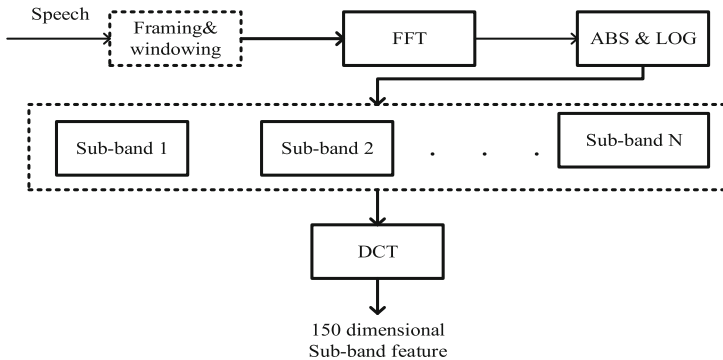 Speech
Framing&
windowing
FFT
ABS & LOG
Sub-band 1
Sub-band 2
. . .
Sub-band N
DCT
150 dimensional
Sub-band feature